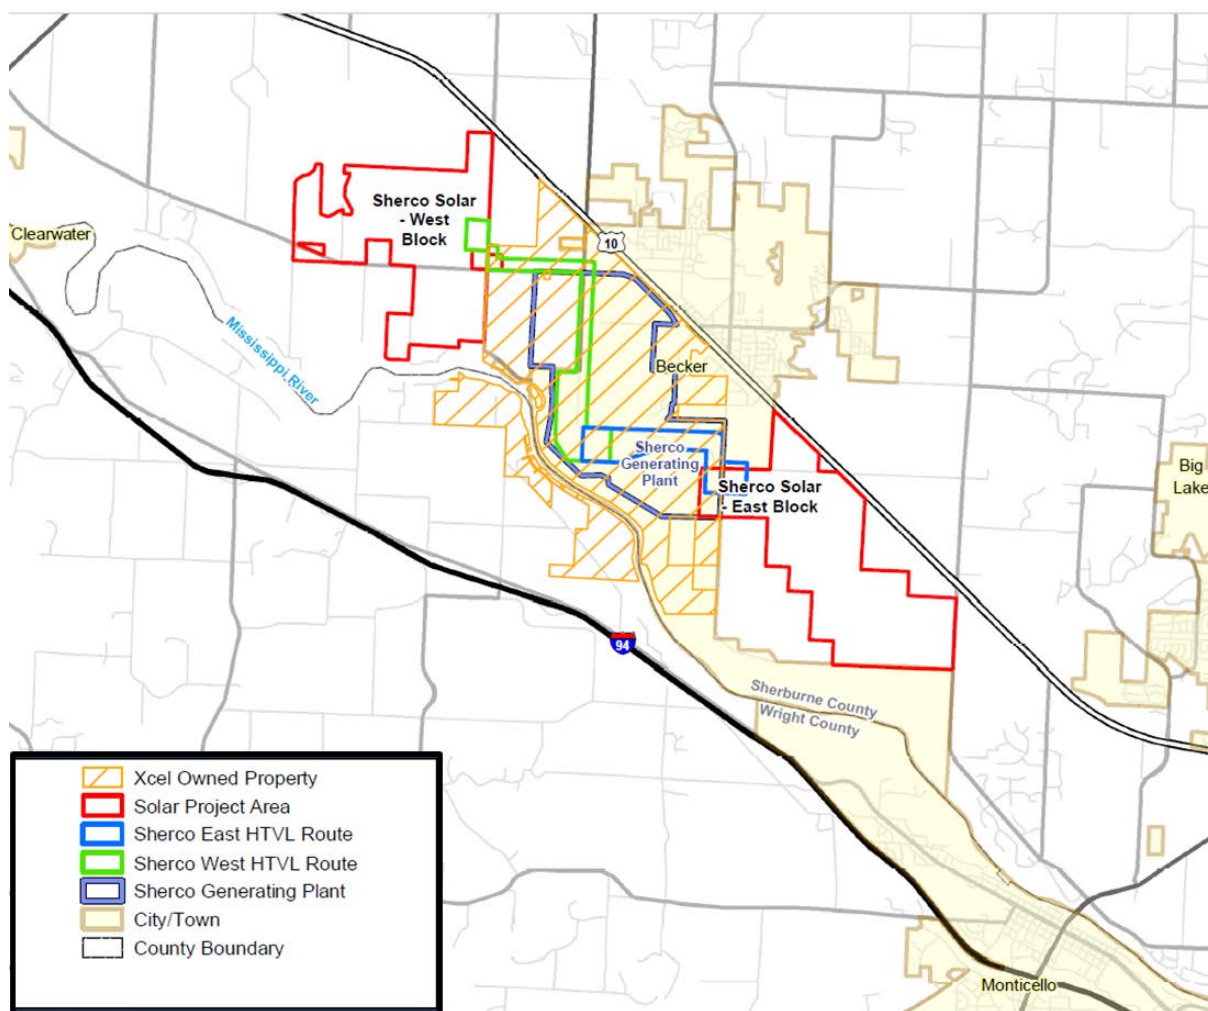 Sherco Solar
- West
Block
Clearwater
10
Mississippi River
Becker
Sherco
Generating
Plant
Big
Lake
Sherco Solar
- East Block
94
Sherburne County
Wright County
Xcel Owned Property
Solar Project Area
Sherco East HTVL Route
Sherco West HTVL Route
Sherco Generating Plant
City/Town
County Boundary
Monticello